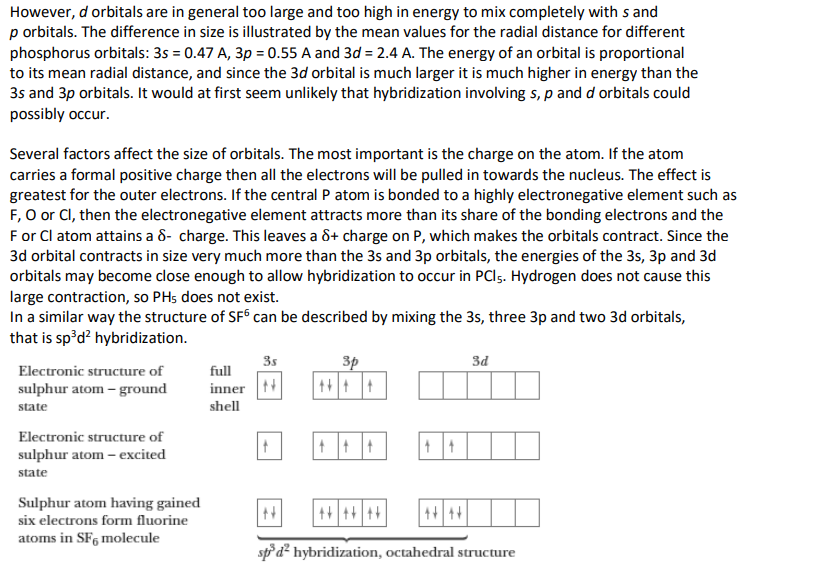 However, d orbitals are in general too large and too high in energy to mix completely with s and
p orbitals. The difference in size is illustrated by the mean values for the radial distance for different
phosphorus orbitals: 3s = 0.47 A, 3p = 0.55 A and 3d = 2.4 A. The energy of an orbital is proportional
to its mean radial distance, and since the 3d orbital is much larger it is much higher in energy than the
3s and 3p orbitals. It would at first seem unlikely that hybridization involving s, p and d orbitals could
possibly occur.
Several factors affect the size of orbitals. The most important is the charge on the atom. If the atom
carries a formal positive charge then all the electrons will be pulled in towards the nucleus. The effect is
greatest for the outer electrons. If the central P atom is bonded to a highly electronegative element such as
F, O or Cl, then the electronegative element attracts more than its share of the bonding electrons and the
F or Cl atom attains a δ- charge. This leaves a δ+ charge on P, which makes the orbitals contract. Since the
3d orbital contracts in size very much more than the 3s and 3p orbitals, the energies of the 3s, 3p and 3d
orbitals may become close enough to allow hybridization to occur in PCl₅. Hydrogen does not cause this
large contraction, so PH₅ does not exist.
In a similar way the structure of SF⁶ can be described by mixing the 3s, three 3p and two 3d orbitals,
that is sp³d² hybridization.
3s 3p 3d
Electronic structure of full
sulphur atom – ground inner
state shell
Electronic structure of
sulphur atom – excited
state
Sulphur atom having gained
six electrons form fluorine
atoms in SF₆ molecule
sp³d² hybridization, octahedral structure